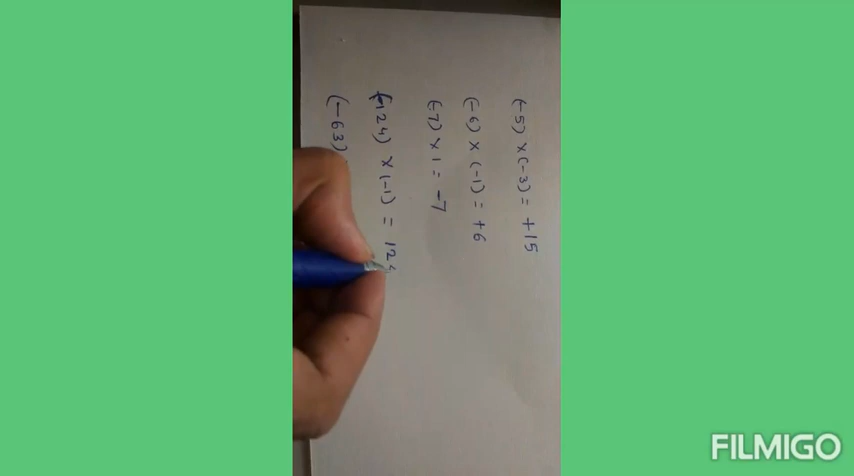 (-5) × (-3) = +15
(-6) × (-1) = +6
(-7) × 1 = -7
(-124) × (-1) = 124
(-63)
FILMIGO